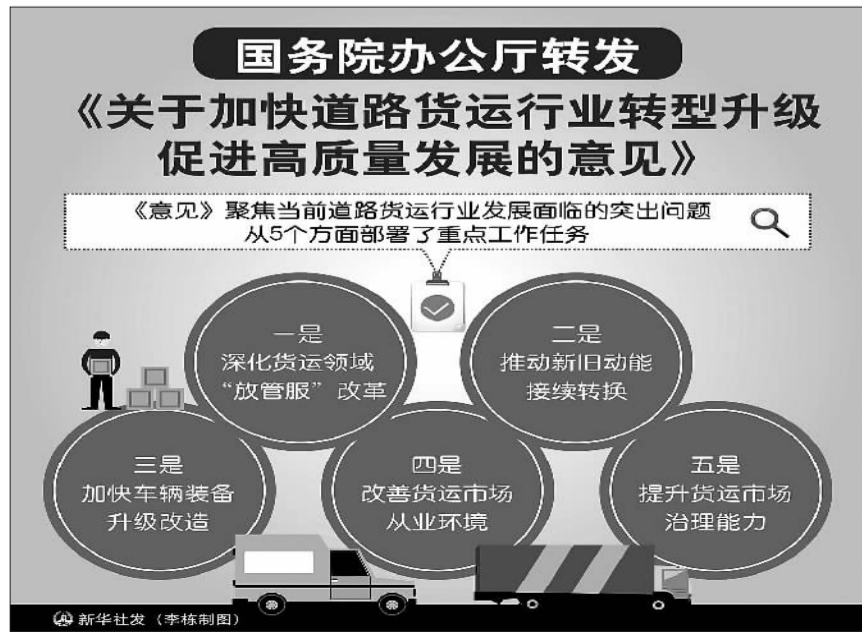 国务院办公厅转发
《关于加快道路货运行业转型升级
促进高质量发展的意见》
《意见》聚焦当前道路货运行业发展面临的突出问题
从5个方面部署了重点工作任务
一是
深化货运领域
“放管服”改革
二是
推动新旧动能
接续转换
三是
加快车辆装备
升级改造
四是
改善货运市场
从业环境
五是
提升货运市场
治理能力
新华社发（李栋制图）